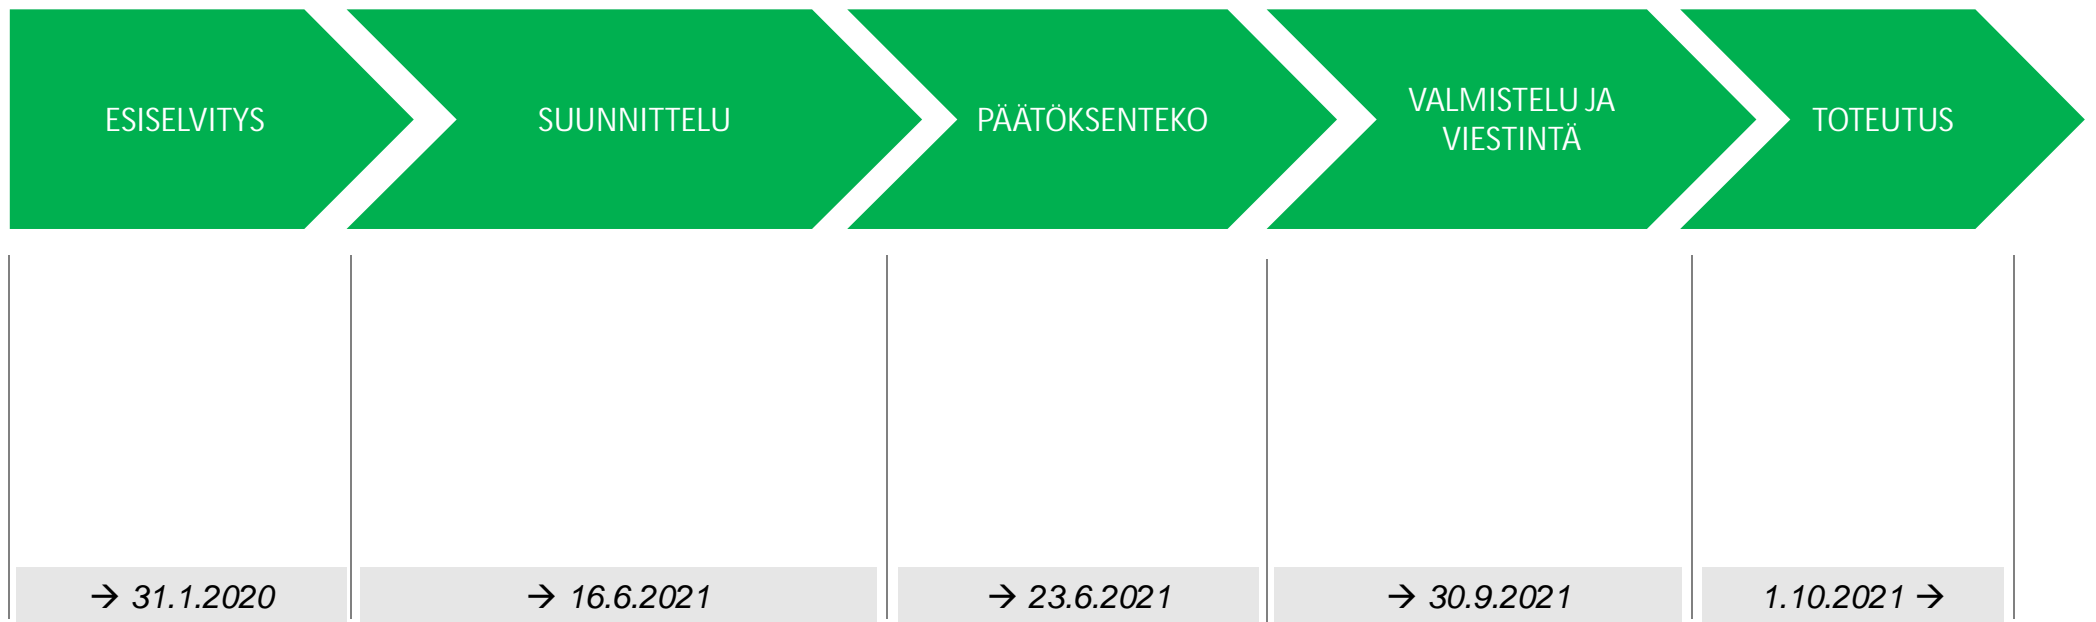 ESISELVITYS
SUUNNITTELU
PÄÄTÖKSENTEKO
VALMISTELU JA
VIESTINTÄ
TOTEUTUS
→ 31.1.2020
→ 16.6.2021
→ 23.6.2021
→ 30.9.2021
1.10.2021 →